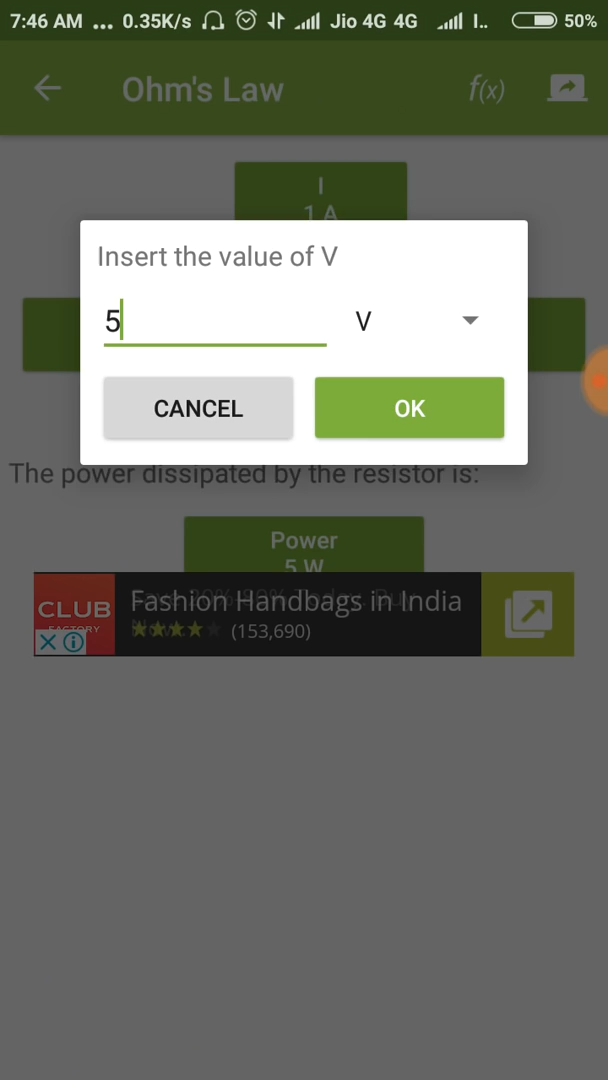 7:46 AM ... 0.35K/s Jio 4G 4G I.. 50%
Ohm's Law f(x)
I
1 A
Insert the value of V
5 V
CANCEL OK
The power dissipated by the resistor is:
Power
5 W
CLUB
FACTORY
Fashion Handbags in India
(153,690)